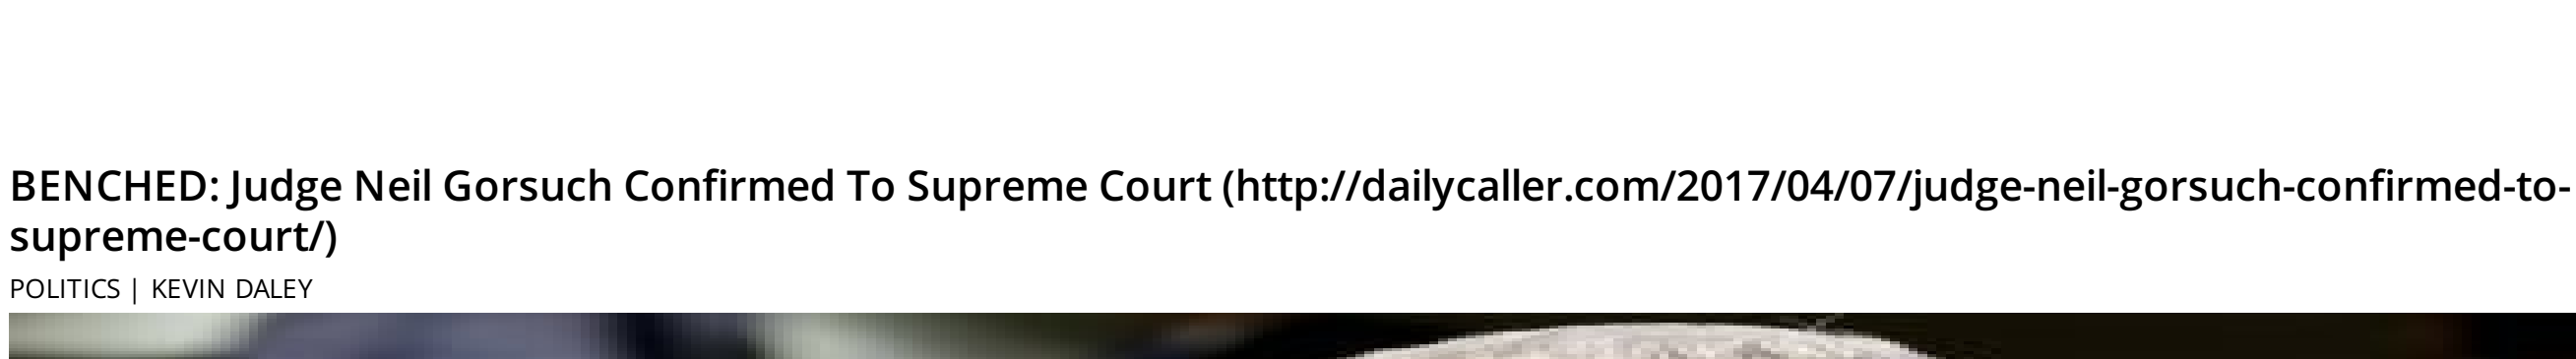 BENCHED: Judge Neil Gorsuch Confirmed To Supreme Court (http://dailycaller.com/2017/04/07/judge-neil-gorsuch-confirmed-to-
supreme-court/)
POLITICS | KEVIN DALEY